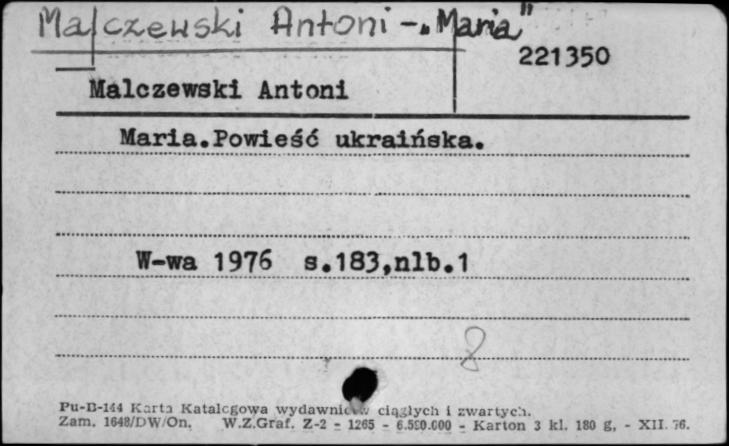 Malczewski Antoni - „Maria"
221350
Malczewski Antoni
Maria.Powieść ukraińska.
W-wa 1976 s.183,nlb.1
8
Pu-B-144 Karta Katalogowa wydawnictw ciągłych i zwartych.
Zam. 1648/DW/On. W.Z.Graf. Z-2 - 1265 - 6.500.000 - Karton 3 kl. 180 g. - XII. 76.